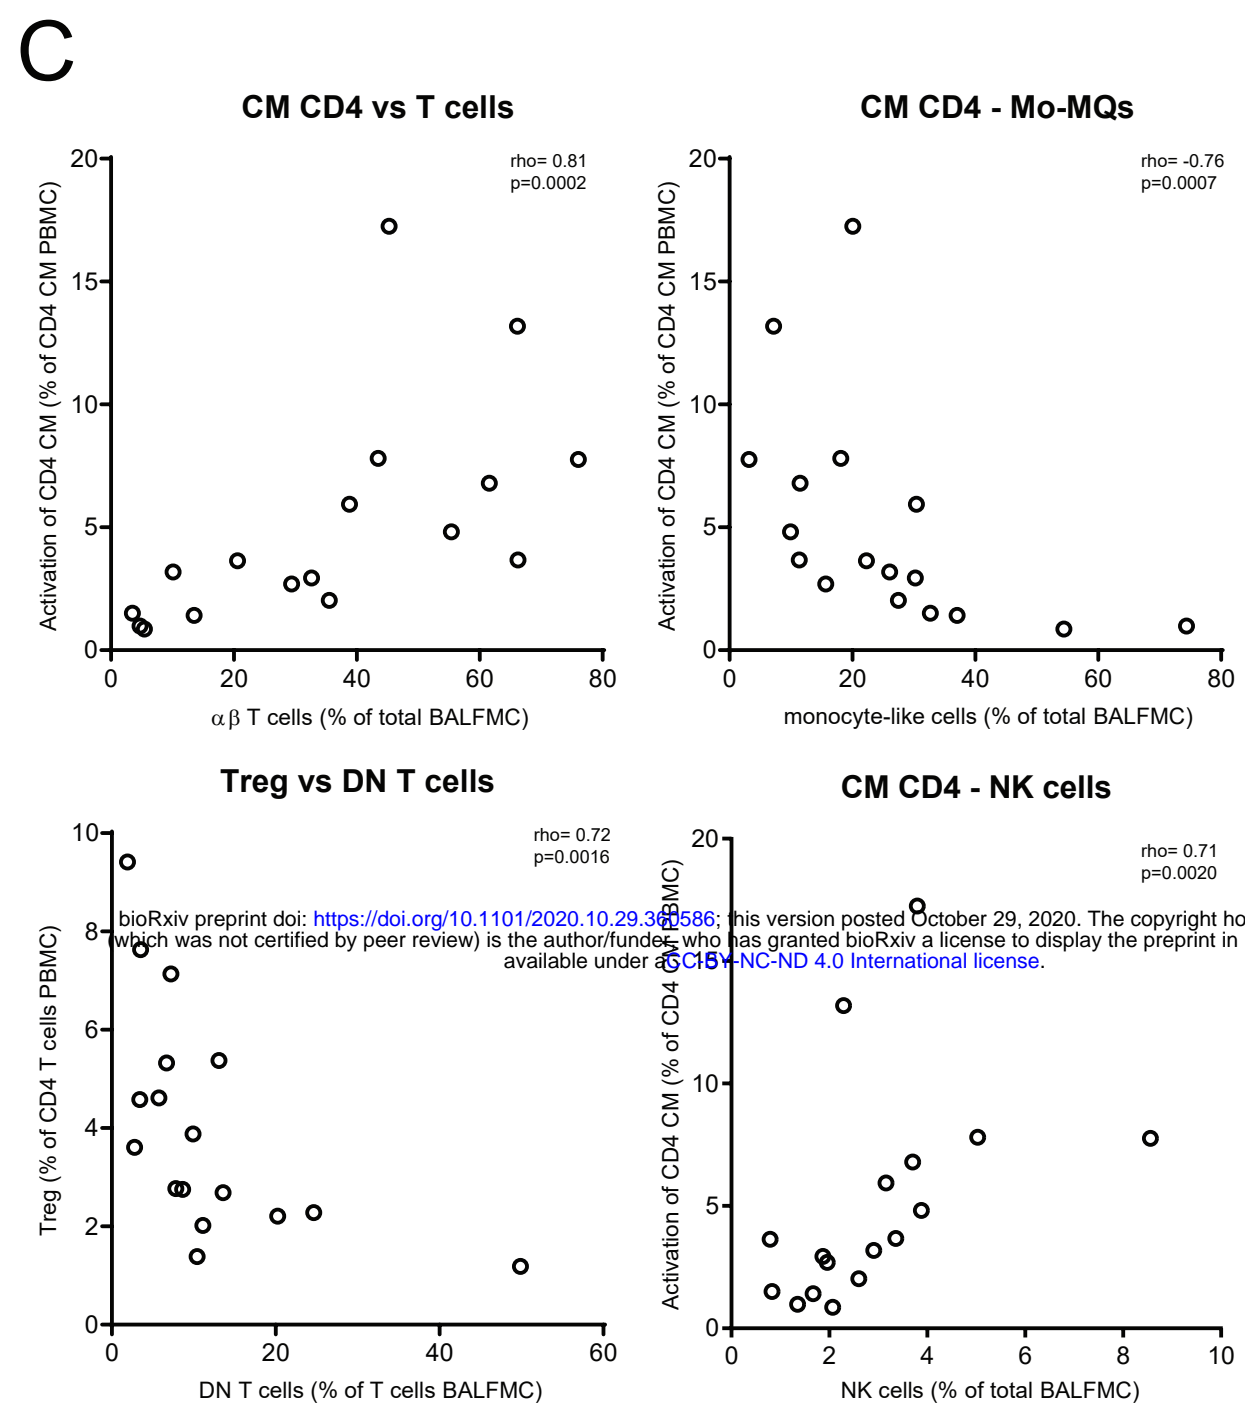 C
CM CD4 vs T cells
rho= 0.81
p=0.0002
20
15
10
5
0
Activation of CD4 CM (% of CD4 CM PBMC)
0 20 40 60 80
αβ T cells (% of total BALFMC)
CM CD4 - Mo-MQs
rho= -0.76
p=0.0007
20
15
10
5
0
Activation of CD4 CM (% of CD4 CM PBMC)
0 20 40 60 80
monocyte-like cells (% of total BALFMC)
Treg vs DN T cells
rho= 0.72
p=0.0016
10
8
6
4
2
0
Treg (% of CD4 T cells PBMC)
0 20 40 60
DN T cells (% of T cells BALFMC)
CM CD4 - NK cells
rho= 0.71
p=0.0020
20
15
10
5
0
Activation of CD4 CM (% of CD4 CM PBMC)
0 2 4 6 8 10
NK cells (% of total BALFMC)
bioRxiv preprint doi: https://doi.org/10.1101/2020.10.29.360586; this version posted October 29, 2020. The copyright ho
(which was not certified by peer review) is the author/funder, who has granted bioRxiv a license to display the preprint in
available under aCC-BY-NC-ND 4.0 International license.